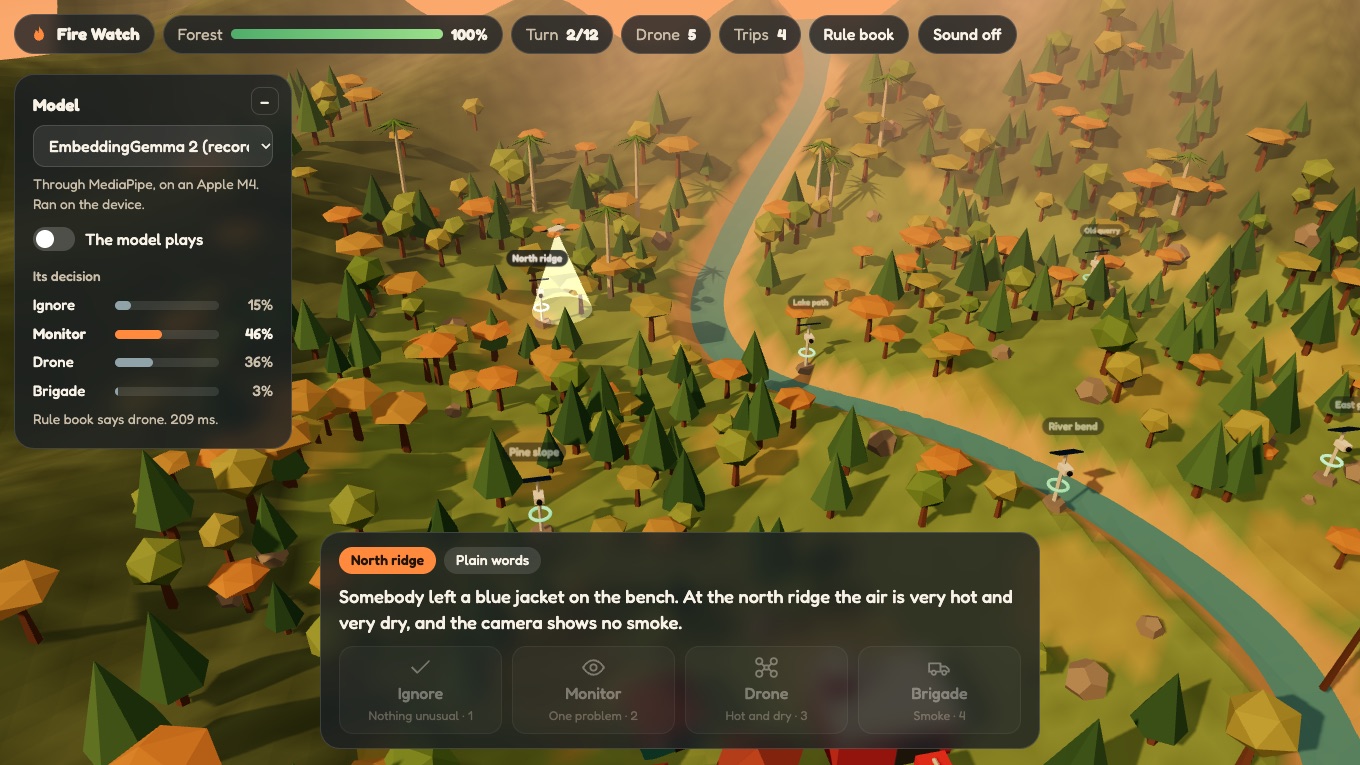 Fire Watch
Forest 100%
Turn 2/12
Drone 5
Trips 4
Rule book
Sound off
Model
–
EmbeddingGemma 2 (recor
Through MediaPipe, on an Apple M4.
Ran on the device.
The model plays
Its decision
Ignore 15%
Monitor 46%
Drone 36%
Brigade 3%
Rule book says drone. 209 ms.
North ridge
Old quarry
Lake path
East
River bend
Pine slope
North ridge
Plain words
Somebody left a blue jacket on the bench. At the north ridge the air is very hot and
very dry, and the camera shows no smoke.
Ignore
Nothing unusual · 1
Monitor
One problem · 2
Drone
Hot and dry · 3
Brigade
Smoke · 4